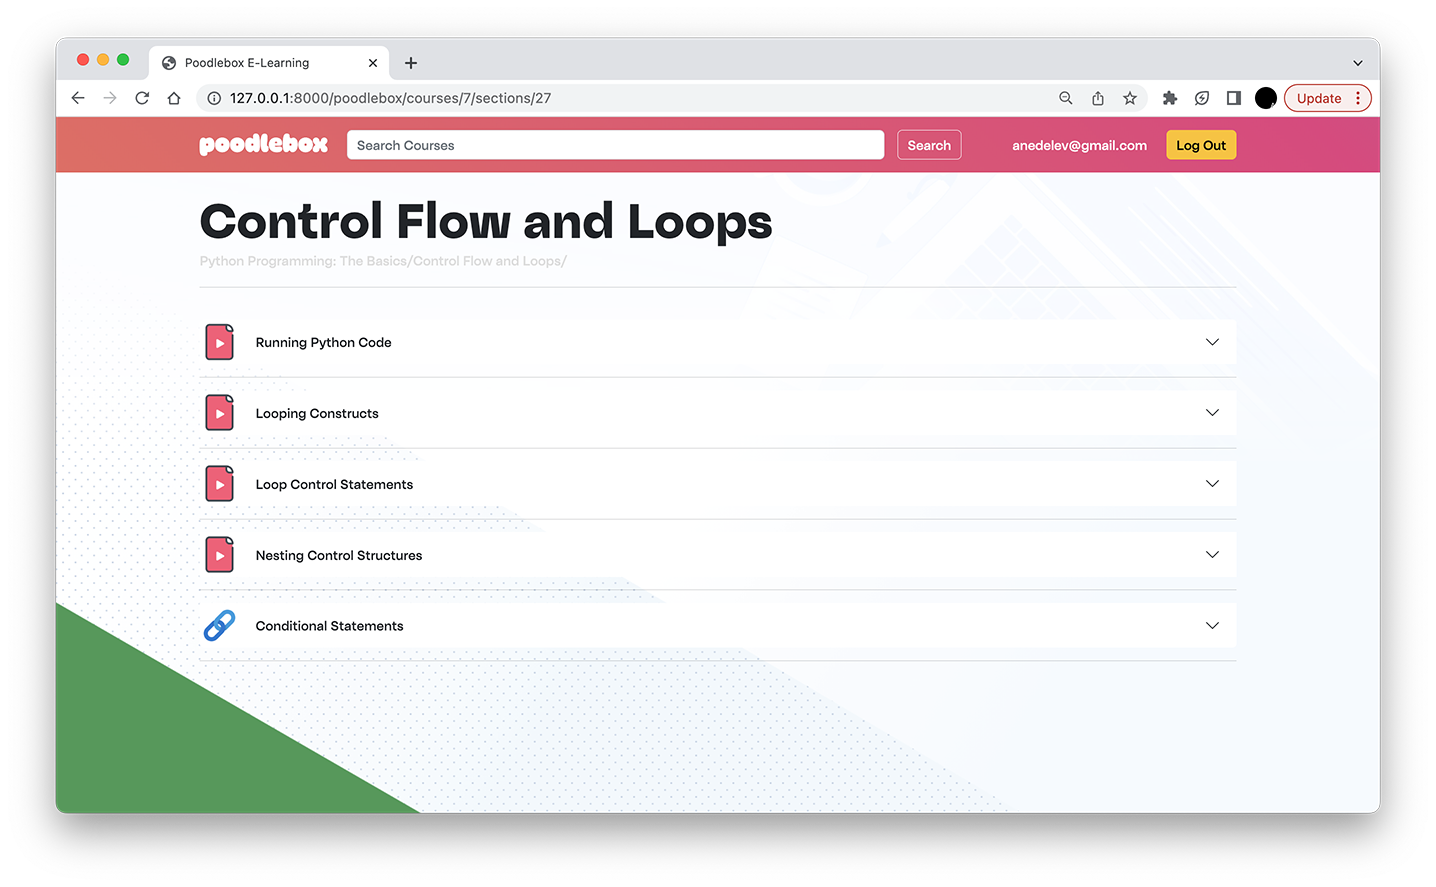 Poodlebox E-Learning
127.0.0.1:8000/poodlebox/courses/7/sections/27
Update
poodlebox
Search Courses
Search
anedelev@gmail.com
Log Out
Control Flow and Loops
Python Programming: The Basics/Control Flow and Loops/
Running Python Code
Looping Constructs
Loop Control Statements
Nesting Control Structures
Conditional Statements